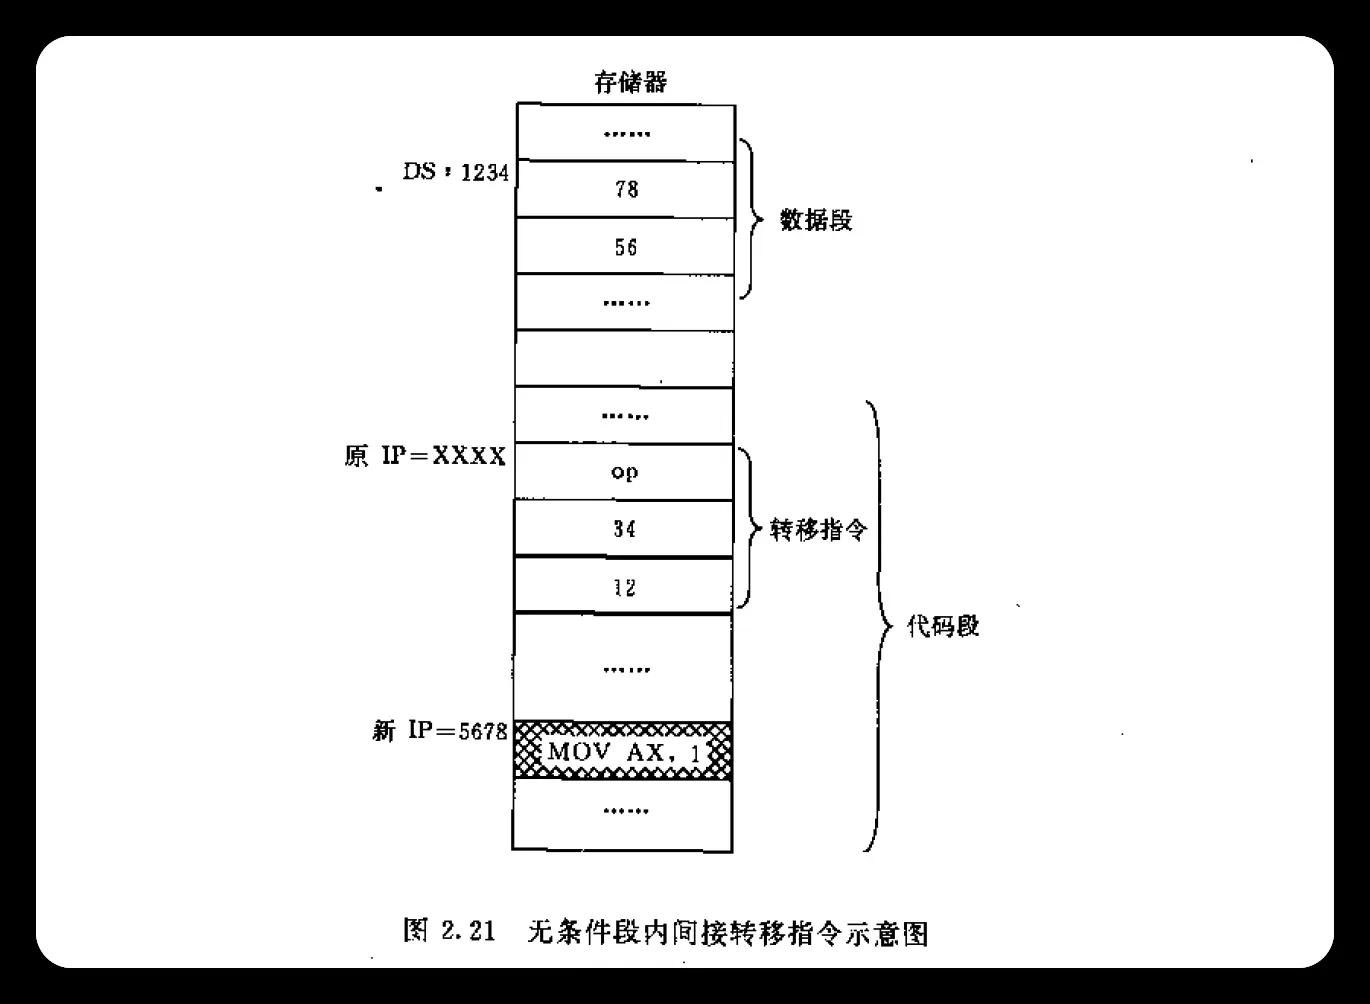 存储器
……
DS:1234
78
数据段
56
……
……
原 IP=XXXX
op
34
转移指令
12
代码段
……
新 IP=5678
MOV AX, 1
……
图 2.21 无条件段内间接转移指令示意图